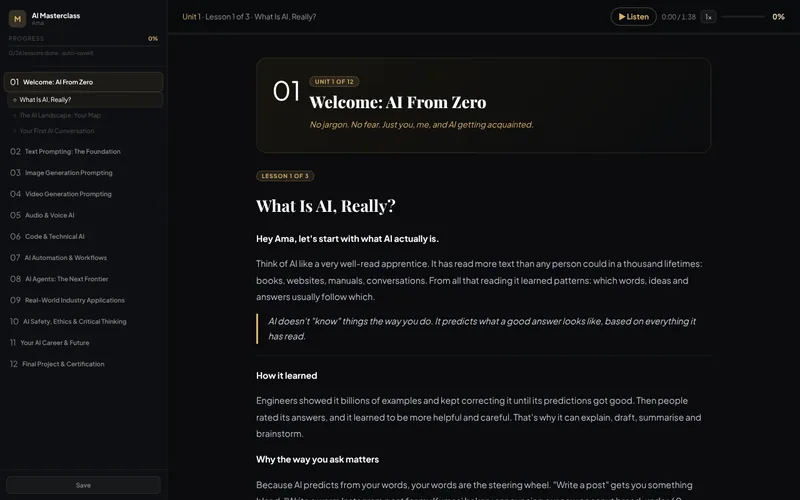 M
AI Masterclass
Ama
PROGRESS
0%
0/36 lessons done · auto-saved
01 Welcome: AI From Zero
What Is AI, Really?
The AI Landscape, Your Map
Your First AI Conversation
02 Text Prompting: The Foundation
03 Image Generation Prompting
04 Video Generation Prompting
05 Audio & Voice AI
06 Code & Technical AI
07 AI Automation & Workflows
08 AI Agents: The Next Frontier
09 Real-World Industry Applications
10 AI Safety, Ethics & Critical Thinking
11 Your AI Career & Future
12 Final Project & Certification
Save
Unit 1 · Lesson 1 of 3 · What Is AI, Really?
▶ Listen
0:00 / 1:38
1x
0%
01
UNIT 1 OF 12
Welcome: AI From Zero
No jargon. No fear. Just you, me, and AI getting acquainted.
LESSON 1 OF 3
What Is AI, Really?
Hey Ama, let's start with what AI actually is.
Think of AI like a very well-read apprentice. It has read more text than any person could in a thousand lifetimes:
books, websites, manuals, conversations. From all that reading it learned patterns: which words, ideas and
answers usually follow which.
AI doesn't "know" things the way you do. It predicts what a good answer looks like, based on everything it
has read.
How it learned
Engineers showed it billions of examples and kept correcting it until its predictions got good. Then people
rated its answers, and it learned to be more helpful and careful. That's why it can explain, draft, summarise and
brainstorm.
Why the way you ask matters
Because AI predicts from your words, your words are the steering wheel. "Write a post" gets you something